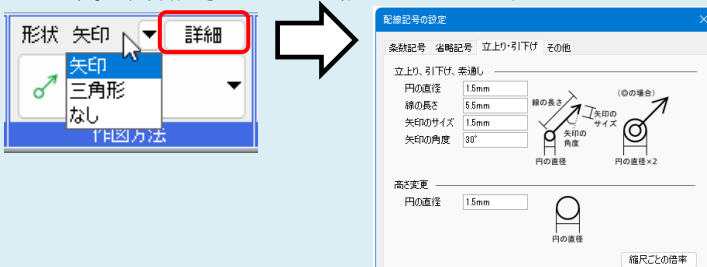 形状 矢印 詳細
矢印
三角形
なし
作図方法
配線記号の設定
条数記号 省略記号 立上り・引下げ その他
立上り、引下げ、素通し
円の直径 1.5mm
線の長さ 5.5mm
矢印のサイズ 1.5mm
矢印の角度 30°
線の長さ
矢印の
サイズ
矢印の
角度
円の直径
(◎の場合)
円の直径×2
高さ変更
円の直径 1.5mm
円の直径
縮尺ごとの倍率